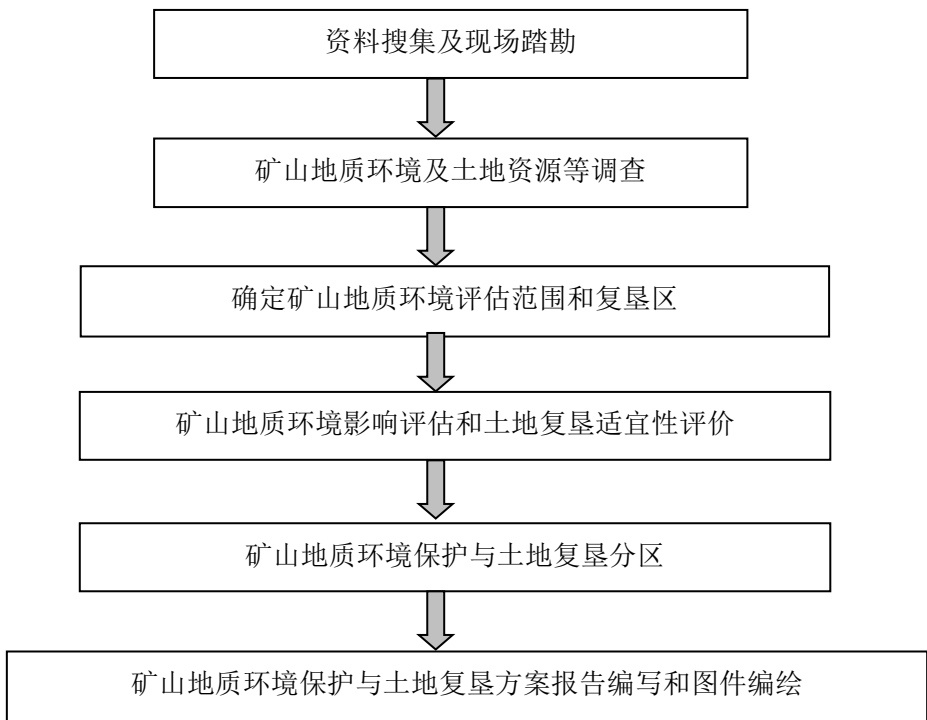 资料搜集及现场踏勘
矿山地质环境及土地资源等调查
确定矿山地质环境评估范围和复垦区
矿山地质环境影响评估和土地复垦适宜性评价
矿山地质环境保护与土地复垦分区
矿山地质环境保护与土地复垦方案报告编写和图件编绘